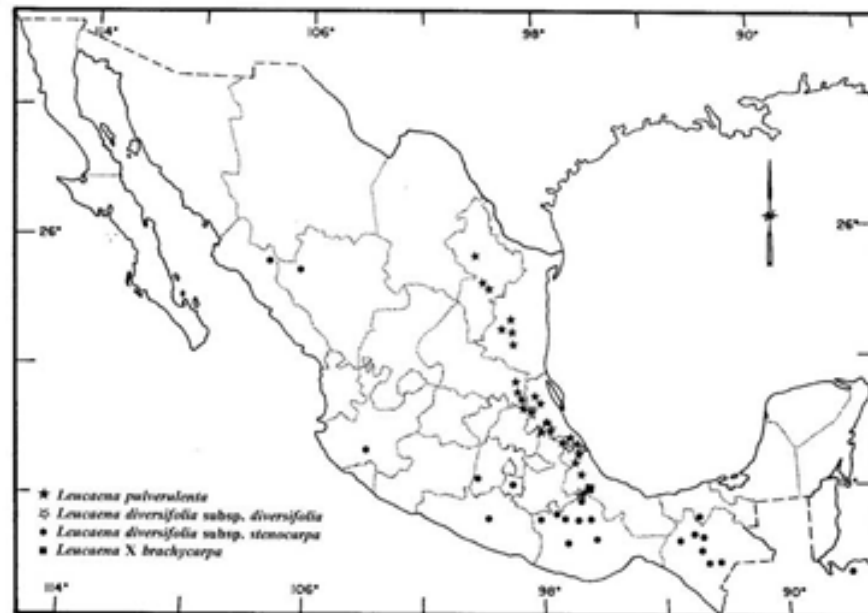 114° 106° 98° 90°
26° 26°
★ Leucaena pulverulenta
☆ Leucaena diversifolia subsp. diversifolia
● Leucaena diversifolia subsp. stenocarpa
■ Leucaena X brachycarpa
114° 106° 98° 90°